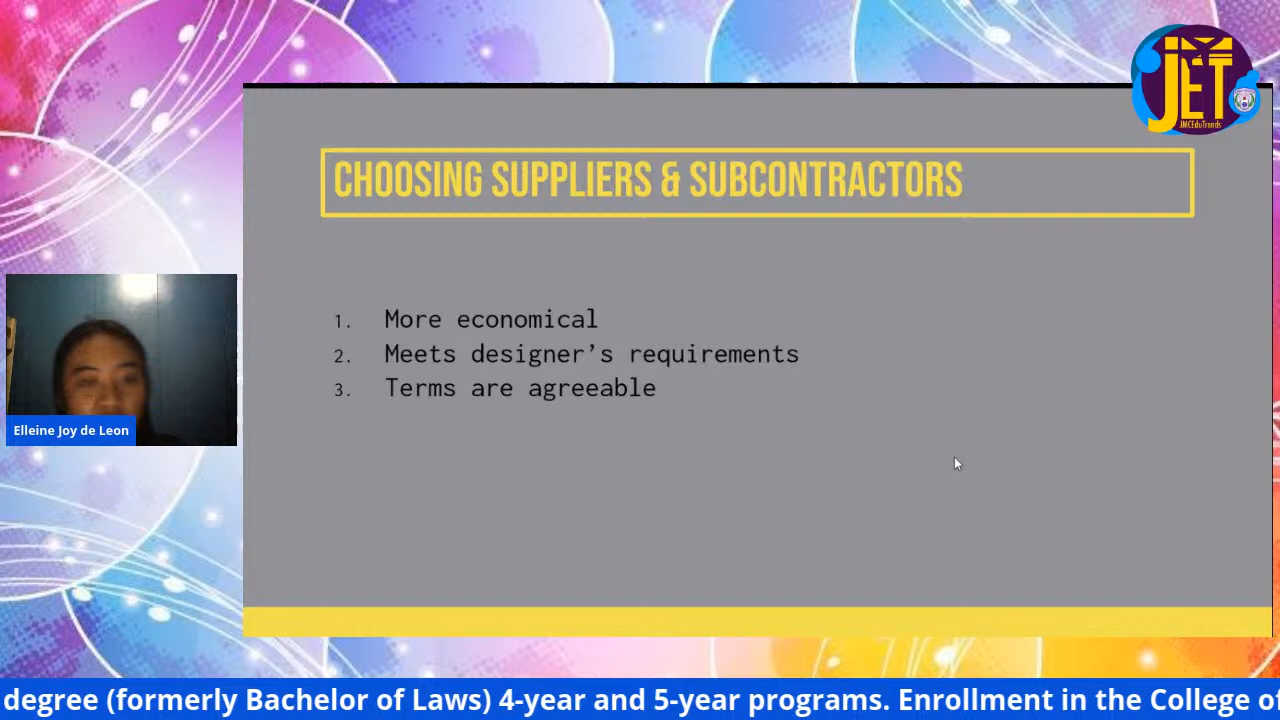 JMCEduTrends
CHOOSING SUPPLIERS & SUBCONTRACTORS
1. More economical
2. Meets designer’s requirements
3. Terms are agreeable
Elleine Joy de Leon
degree (formerly Bachelor of Laws) 4-year and 5-year programs. Enrollment in the College of